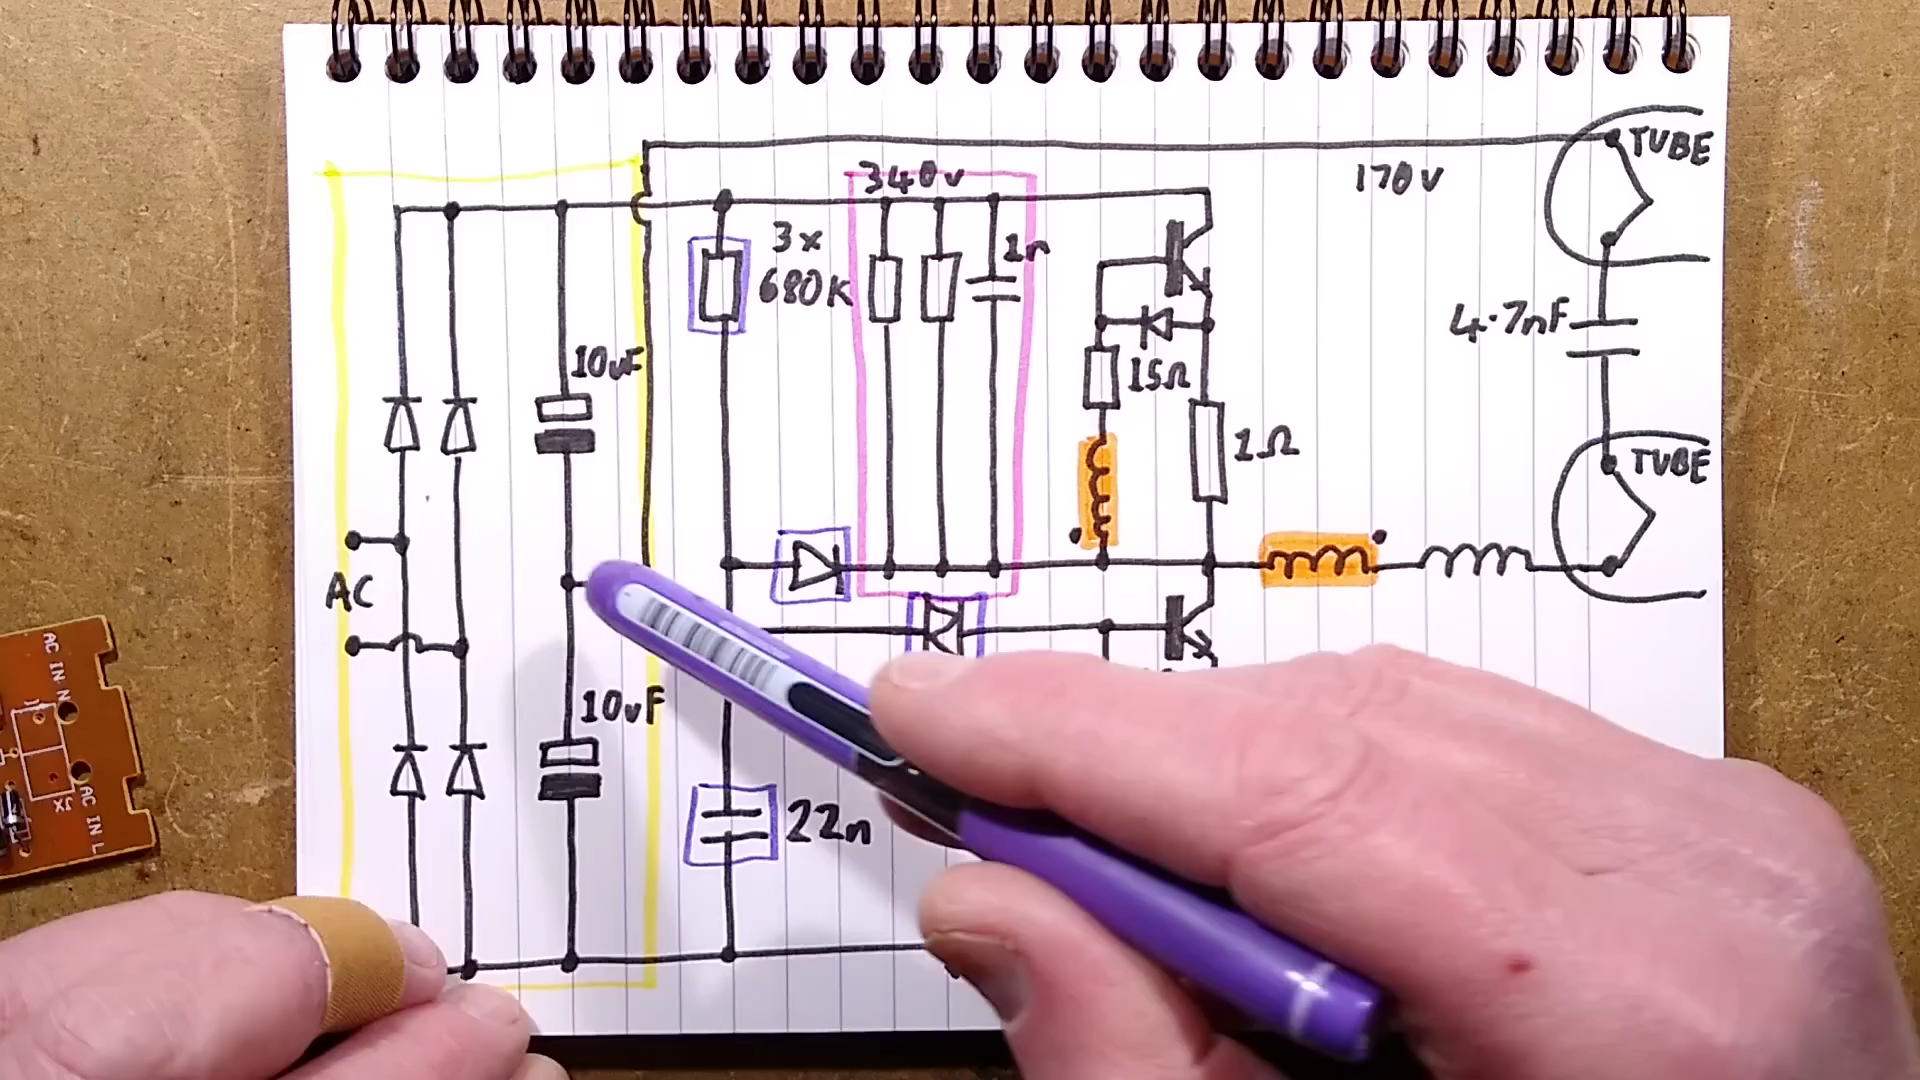 340v
170v
TUBE
3x
680K
1n
4.7nF
10uF
15Ω
1Ω
TUBE
AC
10uF
22n
AC IN N
AC IN L